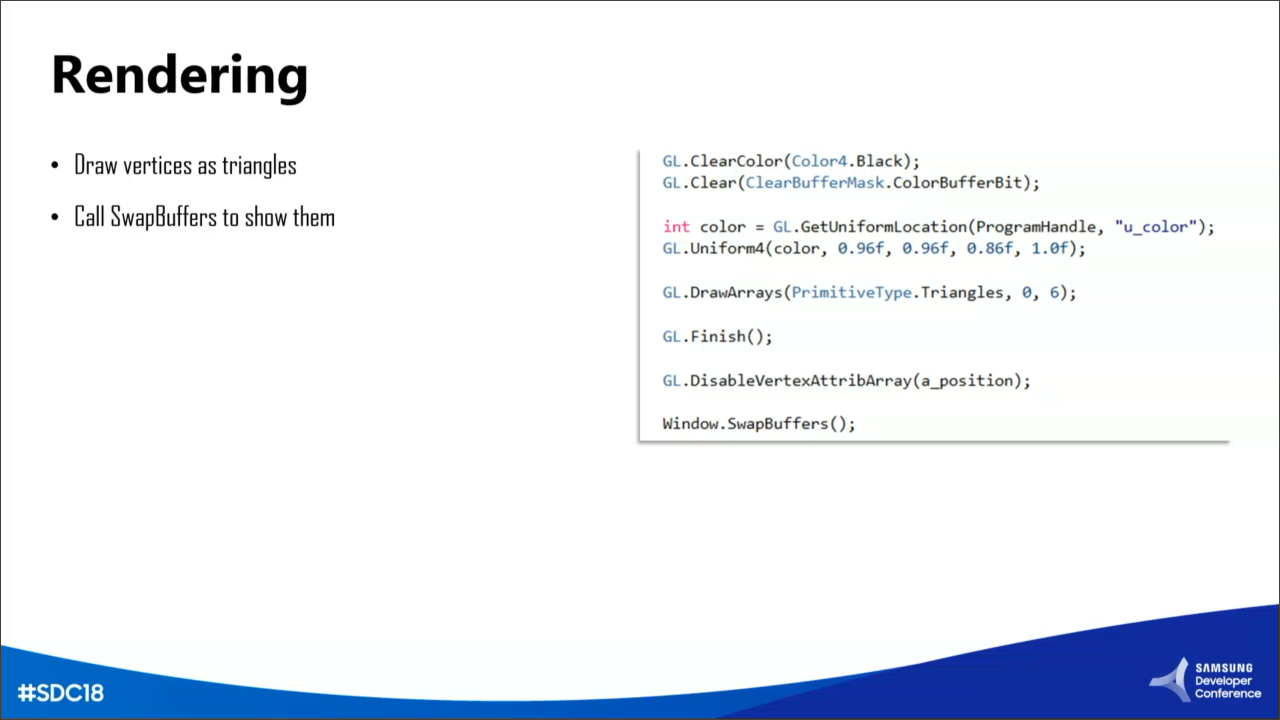 Rendering
• Draw vertices as triangles
• Call SwapBuffers to show them
GL.ClearColor(Color4.Black);
GL.Clear(ClearBufferMask.ColorBufferBit);
int color = GL.GetUniformLocation(ProgramHandle, "u_color");
GL.Uniform4(color, 0.96f, 0.96f, 0.86f, 1.0f);
GL.DrawArrays(PrimitiveType.Triangles, 0, 6);
GL.Finish();
GL.DisableVertexAttribArray(a_position);
Window.SwapBuffers();
#SDC18
SAMSUNG
Developer
Conference